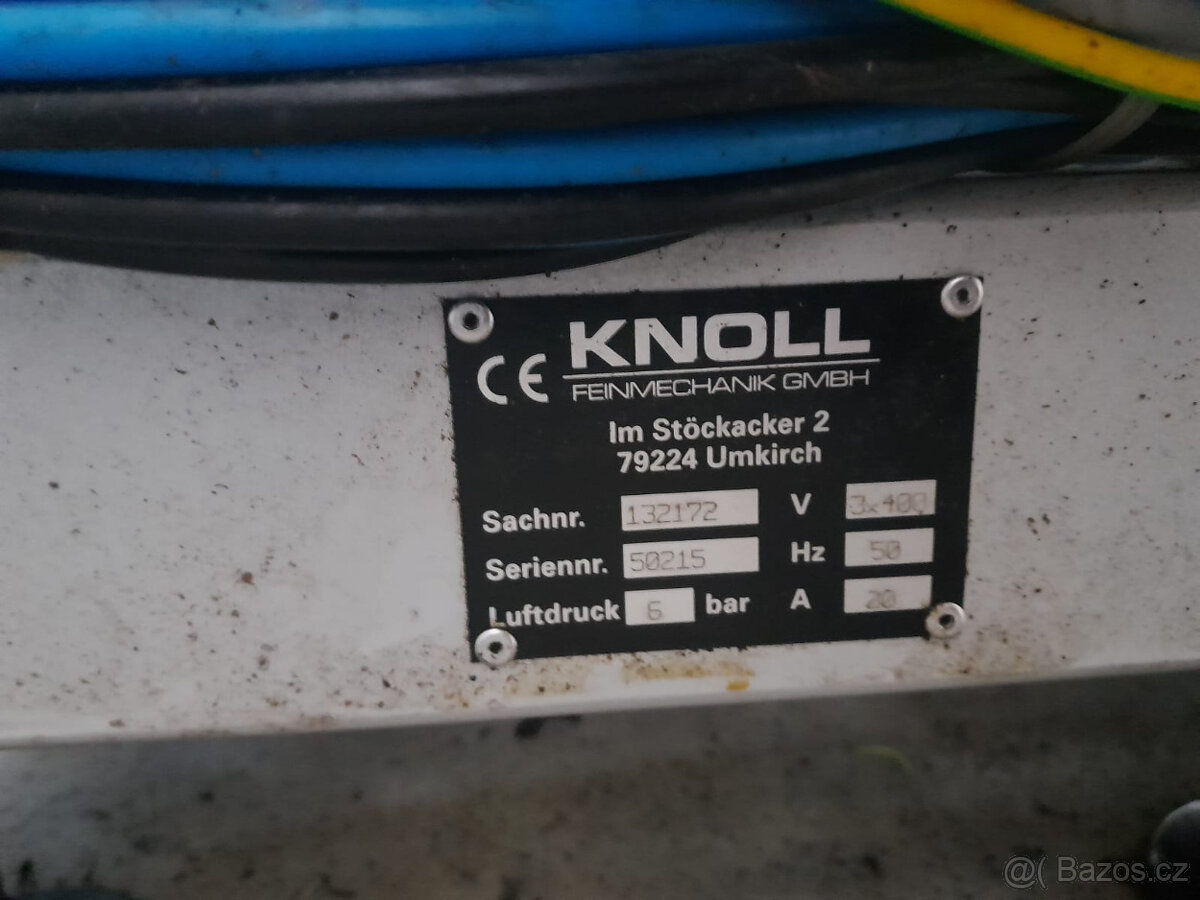 CE KNOLL
FEINMECHANIK GMBH
Im Stöckacker 2
79224 Umkirch
Sachnr. 132172 V 3x400
Seriennr. 50215 Hz 50
Luftdruck 6 bar A 20
@( Bazos.cz